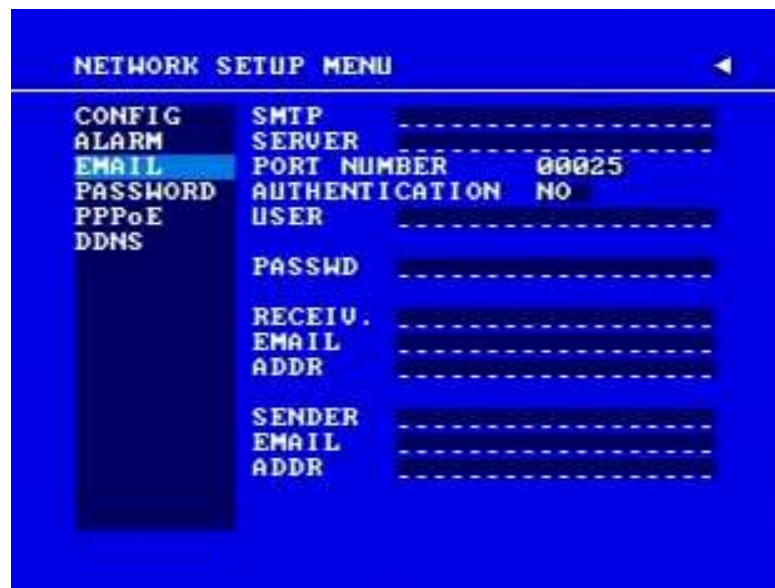 NETWORK SETUP MENU
CONFIG
ALARM
EMAIL
PASSWORD
PPPoE
DDNS
SMTP
SERVER
PORT NUMBER 00025
AUTHENTICATION NO
USER
PASSWD
RECEIV.
EMAIL
ADDR
SENDER
EMAIL
ADDR